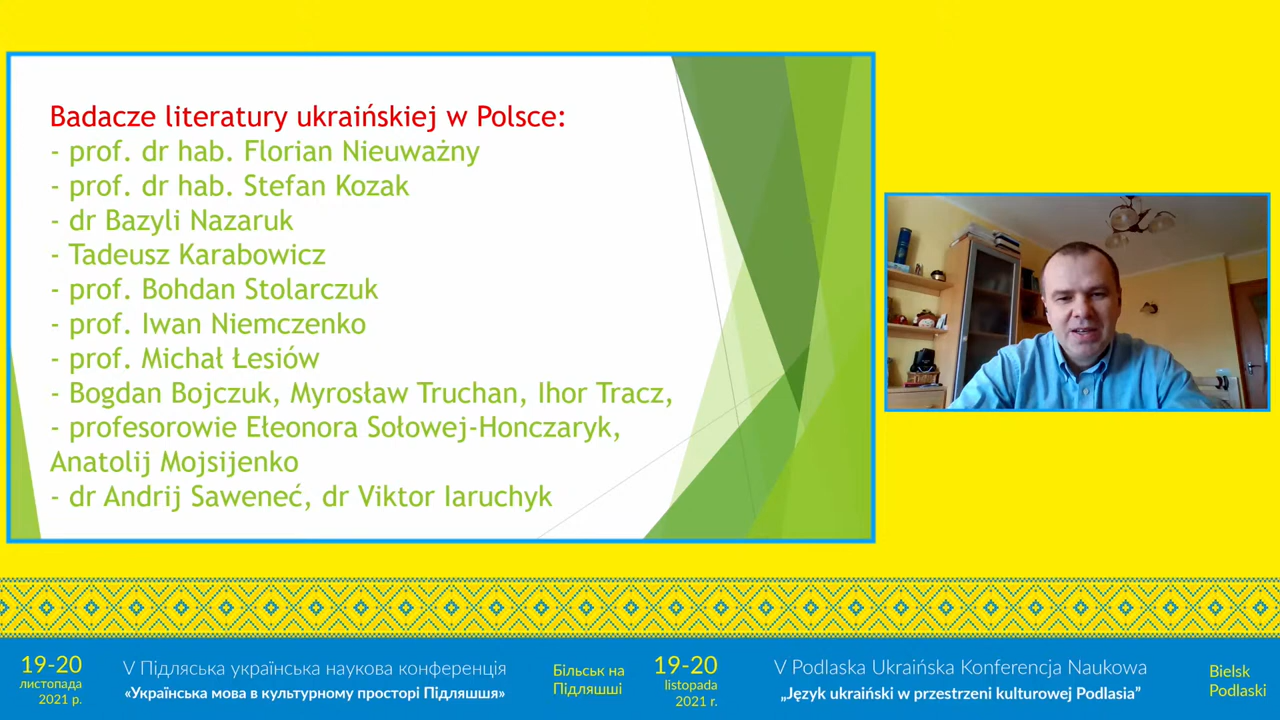 Badacze literatury ukraińskiej w Polsce:
- prof. dr hab. Florian Nieuważny
- prof. dr hab. Stefan Kozak
- dr Bazyli Nazaruk
- Tadeusz Karabowicz
- prof. Bohdan Stolarczuk
- prof. Iwan Niemczenko
- prof. Michał Łesiów
- Bogdan Bojczuk, Myrosław Truchan, Ihor Tracz,
- profesorowie Ełeonora Sołowej-Honczaryk,
Anatolij Mojsijenko
- dr Andrij Saweneć, dr Viktor Iaruchyk
19-20
листопада
2021 р.
V Підляська українська наукова конференція
«Українська мова в культурному просторі Підляшшя»
Більськ на
Підляшші
19-20
listopada
2021 r.
V Podlaska Ukraińska Konferencja Naukowa
„Język ukraiński w przestrzeni kulturowej Podlasia”
Bielsk
Podlaski